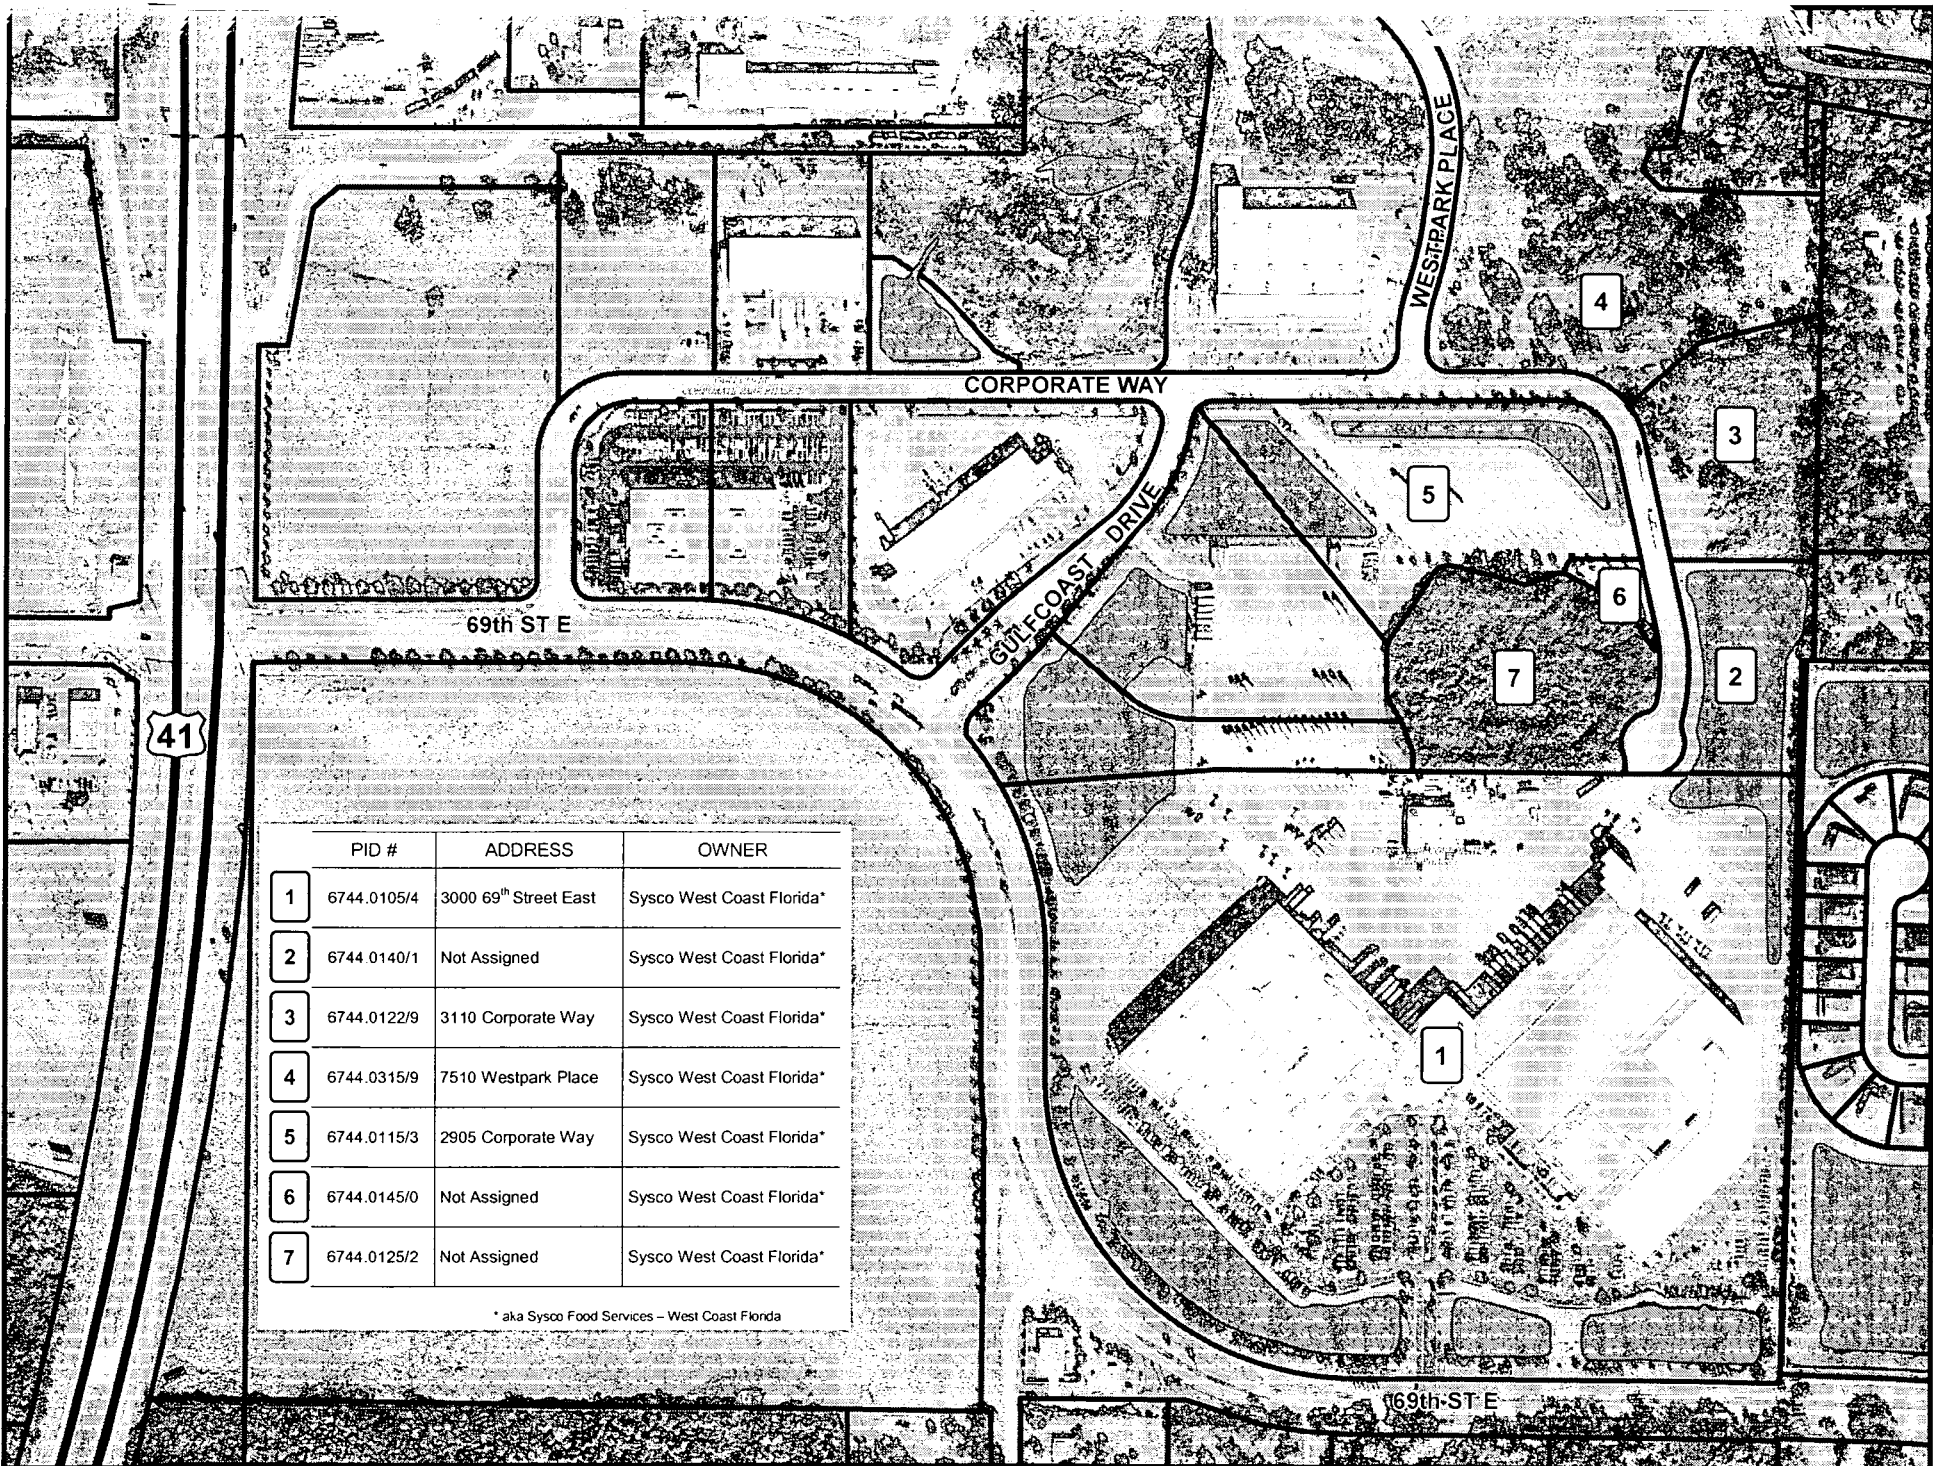 WESTPARK PLACE
4
CORPORATE WAY
3
5
GULFCOAST DRIVE
6
69th ST E
7
2
41
PID # ADDRESS OWNER
1 6744.0105/4 3000 69th Street East Sysco West Coast Florida*
2 6744.0140/1 Not Assigned Sysco West Coast Florida*
3 6744.0122/9 3110 Corporate Way Sysco West Coast Florida*
4 6744.0315/9 7510 Westpark Place Sysco West Coast Florida*
5 6744.0115/3 2905 Corporate Way Sysco West Coast Florida*
6 6744.0145/0 Not Assigned Sysco West Coast Florida*
7 6744.0125/2 Not Assigned Sysco West Coast Florida*
* aka Sysco Food Services – West Coast Florida
1
69th ST E